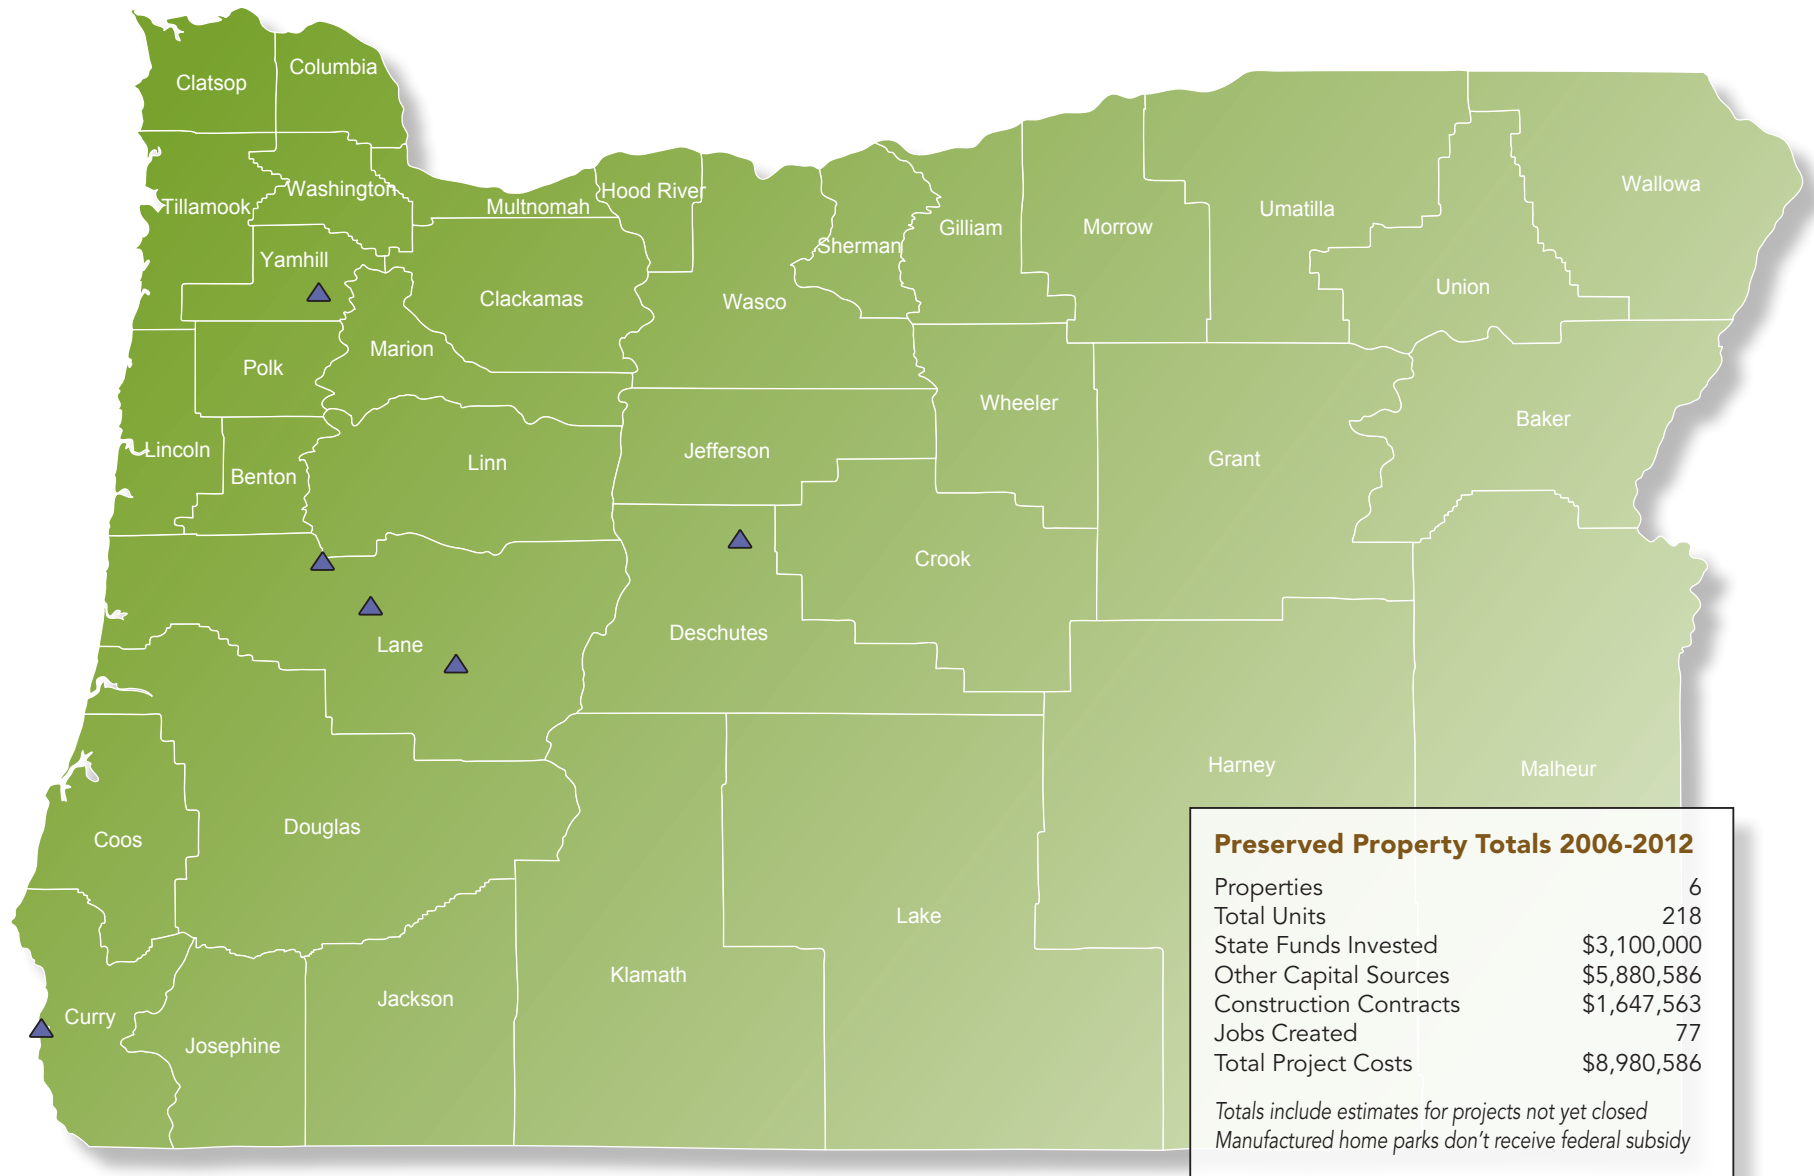 Clatsop
Columbia
Washington
Tillamook
Multnomah
Hood River
Yamhill
Clackamas
Wasco
Sherman
Gilliam
Morrow
Umatilla
Union
Wallowa
Polk
Marion
Lincoln
Benton
Linn
Jefferson
Wheeler
Grant
Baker
Crook
Lane
Deschutes
Coos
Douglas
Harney
Malheur
Lake
Klamath
Curry
Josephine
Jackson
Preserved Property Totals 2006-2012
Properties 6
Total Units 218
State Funds Invested $3,100,000
Other Capital Sources $5,880,586
Construction Contracts $1,647,563
Jobs Created 77
Total Project Costs $8,980,586
Totals include estimates for projects not yet closed
Manufactured home parks don't receive federal subsidy